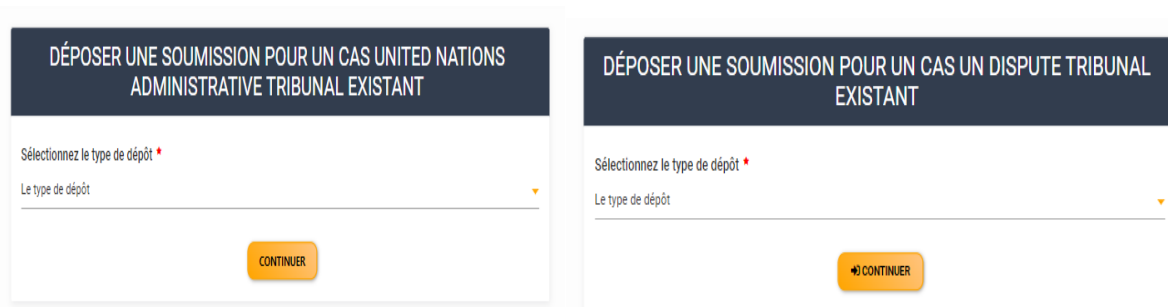 DÉPOSER UNE SOUMISSION POUR UN CAS UNITED NATIONS
ADMINISTRATIVE TRIBUNAL EXISTANT
Sélectionnez le type de dépôt *
Le type de dépôt
CONTINUER
DÉPOSER UNE SOUMISSION POUR UN CAS UN DISPUTE TRIBUNAL
EXISTANT
Sélectionnez le type de dépôt *
Le type de dépôt
CONTINUER